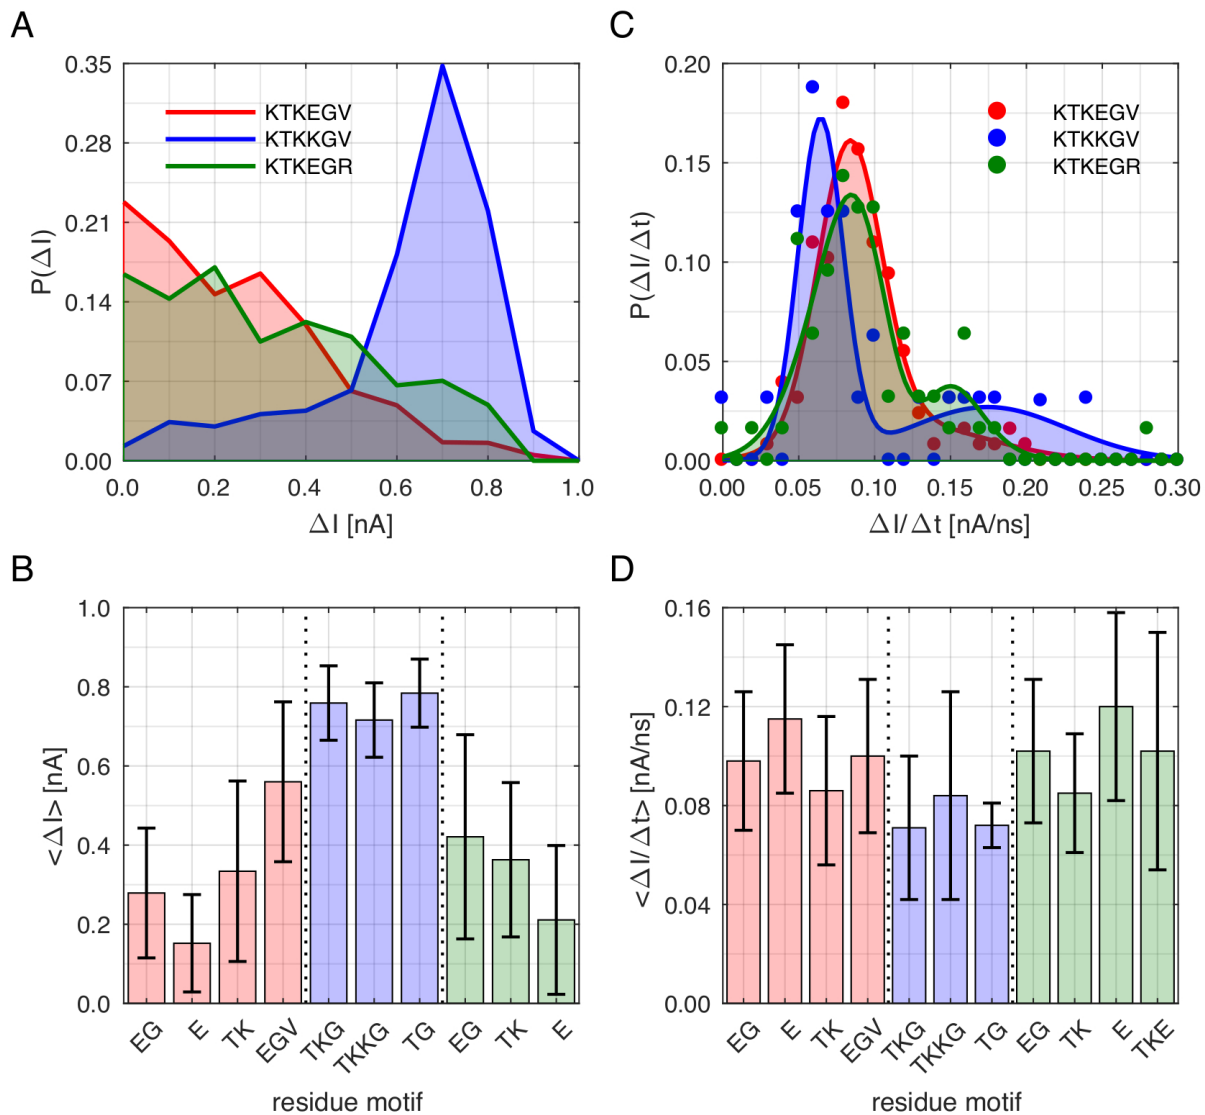 A
0.35
0.28
0.21
0.14
0.07
0.00
P(ΔI)
KTKEGV
KTKKGV
KTKEGR
0.0 0.2 0.4 0.6 0.8 1.0
ΔI [nA]
C
0.20
0.15
0.10
0.05
0.00
P(ΔI/Δt)
KTKEGV
KTKKGV
KTKEGR
0.00 0.05 0.10 0.15 0.20 0.25 0.30
ΔI/Δt [nA/ns]
B
1.0
0.8
0.6
0.4
0.2
0.0
<ΔI> [nA]
EG E TK EGV TKG TKKG TG EG TK E
residue motif
D
0.16
0.12
0.08
0.04
0.00
<ΔI/Δt> [nA/ns]
EG E TK EGV TKG TKKG TG EG TK E TKE
residue motif